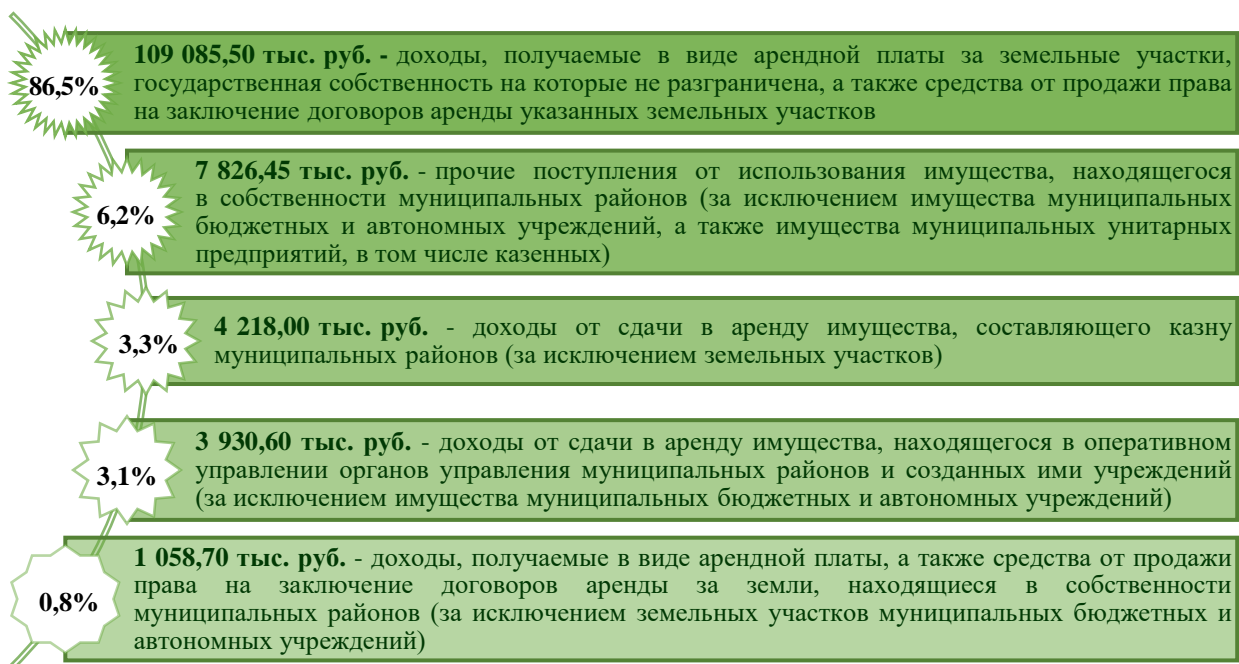 86,5%
109 085,50 тыс. руб. - доходы, получаемые в виде арендной платы за земельные участки,
государственная собственность на которые не разграничена, а также средства от продажи права
на заключение договоров аренды указанных земельных участков
6,2%
7 826,45 тыс. руб. - прочие поступления от использования имущества, находящегося
в собственности муниципальных районов (за исключением имущества муниципальных
бюджетных и автономных учреждений, а также имущества муниципальных унитарных
предприятий, в том числе казенных)
3,3%
4 218,00 тыс. руб. - доходы от сдачи в аренду имущества, составляющего казну
муниципальных районов (за исключением земельных участков)
3,1%
3 930,60 тыс. руб. - доходы от сдачи в аренду имущества, находящегося в оперативном
управлении органов управления муниципальных районов и созданных ими учреждений
(за исключением имущества муниципальных бюджетных и автономных учреждений)
0,8%
1 058,70 тыс. руб. - доходы, получаемые в виде арендной платы, а также средства от продажи
права на заключение договоров аренды за земли, находящиеся в собственности
муниципальных районов (за исключением земельных участков муниципальных бюджетных и
автономных учреждений)